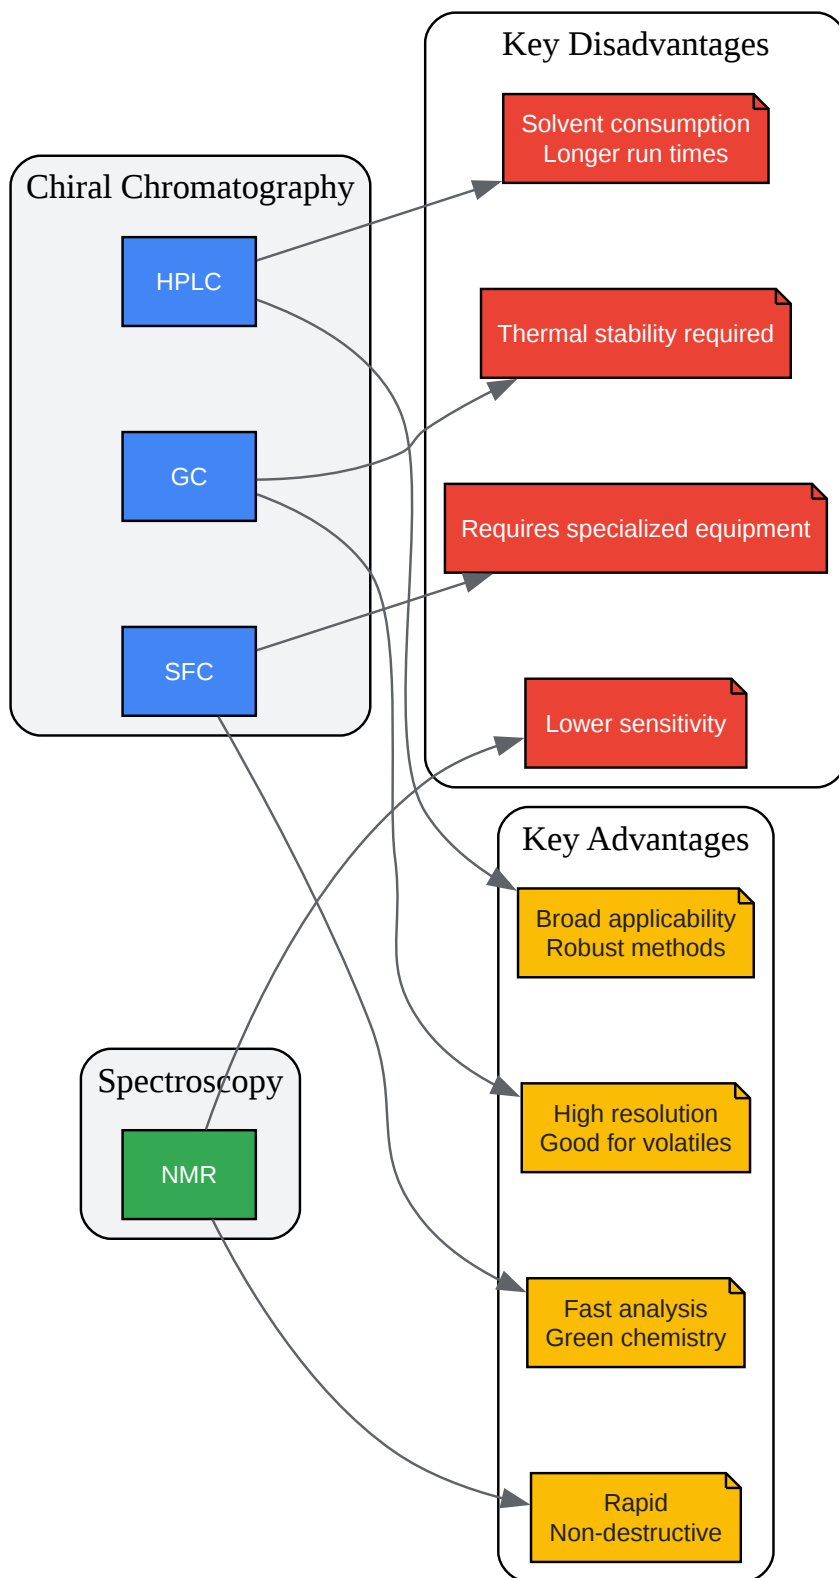 Key Disadvantages
Solvent consumption
Longer run times
Thermal stability required
Requires specialized equipment
Lower sensitivity
Chiral Chromatography
HPLC
GC
SFC
Key Advantages
Broad applicability
Robust methods
High resolution
Good for volatiles
Fast analysis
Green chemistry
Rapid
Non-destructive
Spectroscopy
NMR